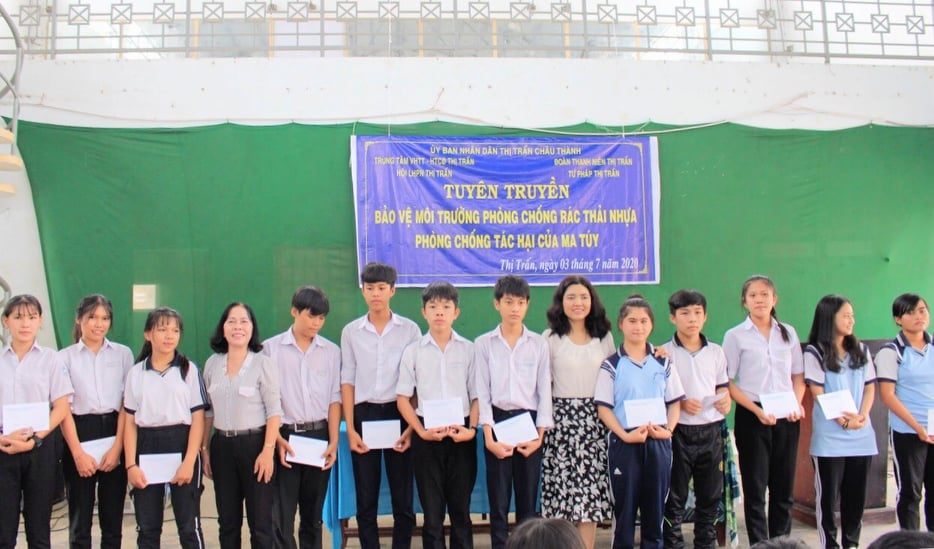 ỦY BAN NHÂN DÂN THỊ TRẤN CHÂU THÀNH
TRUNG TÂM VHTT - HTCĐ THỊ TRẤN ĐOÀN THANH NIÊN THỊ TRẤN
HỘI LHPN THỊ TRẤN TƯ PHÁP THỊ TRẤN
TUYÊN TRUYỀN
BẢO VỆ MÔI TRƯỜNG PHÒNG CHỐNG RÁC THẢI NHỰA
PHÒNG CHỐNG TÁC HẠI CỦA MA TÚY
Thị Trấn, ngày 03 tháng 7 năm 2020